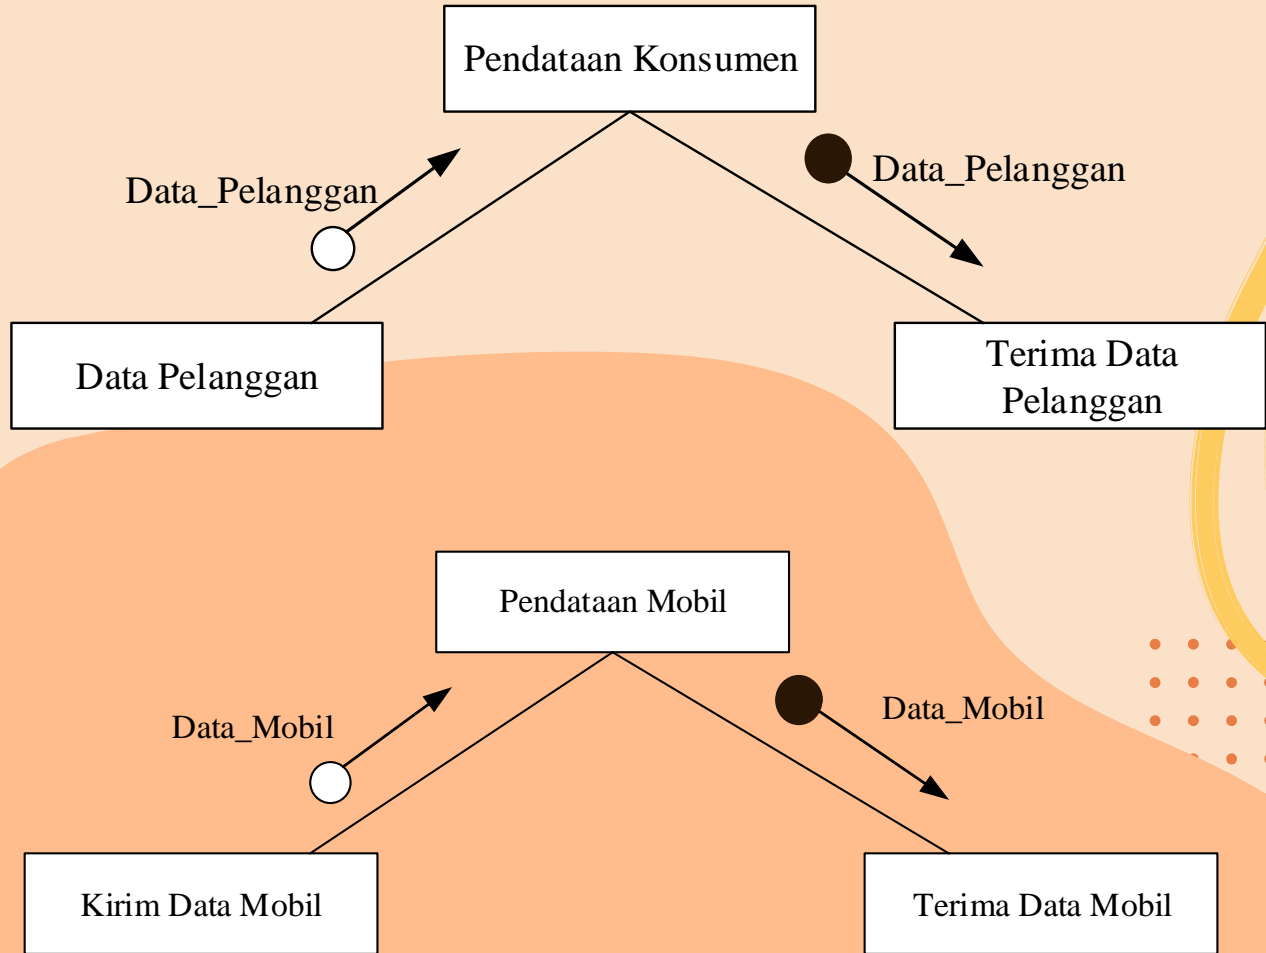 Pendataan Konsumen
Data_Pelanggan
Data_Pelanggan
Data Pelanggan
Terima Data
Pelanggan
Pendataan Mobil
Data_Mobil
Data_Mobil
Kirim Data Mobil
Terima Data Mobil